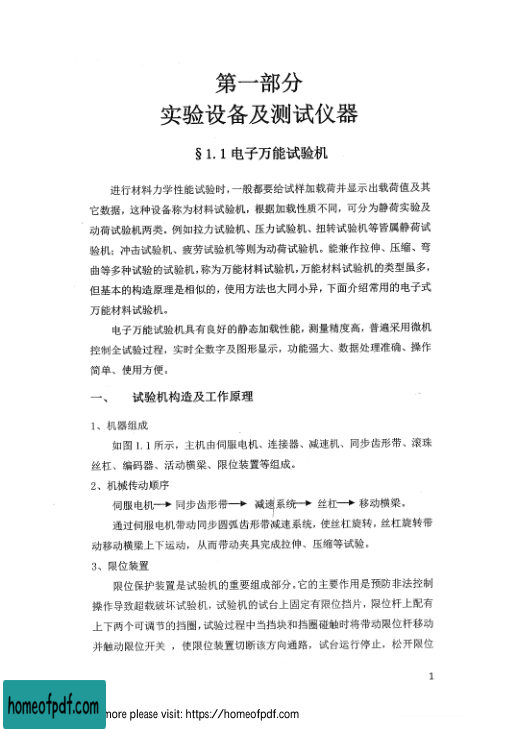 第一部分
实验设备及测试仪器
§1.1 电子万能试验机
进行材料力学性能试验时，一般都要给试样加载荷并显示出载荷值及其
它数据，这种设备称为材料试验机，根据加载性质不同，可分为静荷实验及
动荷试验机两类。例如拉力试验机、压力试验机、扭转试验机等皆属静荷试
验机；冲击试验机、疲劳试验机等则为动荷试验机。能兼作拉伸、压缩、弯
曲等多种试验的试验机，称为万能材料试验机，万能材料试验机的类型虽多，
但基本的构造原理是相似的，使用方法也大同小异，下面介绍常用的电子式
万能材料试验机。
电子万能试验机具有良好的静态加载性能，测量精度高，普遍采用微机
控制全试验过程，实时全数字及图形显示，功能强大、数据处理准确、操作
简单、使用方便。
一、 试验机构造及工作原理
1、机器组成
如图 1.1 所示，主机由伺服电机、连接器、减速机、同步齿形带、滚珠
丝杠、编码器、活动横梁、限位装置等组成。
2、机械传动顺序
伺服电机→ 同步齿形带→ 减速系统→ 丝杠→ 移动横梁。
通过伺服电机带动同步圆弧齿形带减速系统，使丝杠旋转，丝杠旋转带
动移动横梁上下运动，从而带动夹具完成拉伸、压缩等试验。
3、限位装置
限位保护装置是试验机的重要组成部分。它的主要作用是预防非法控制
操作导致超载破坏试验机，试验机的试台上固定有限位挡片，限位杆上配有
上下两个可调节的挡圈，试验过程中当挡块和挡圈碰触时将带动限位杆移动
并触动限位开关 ，使限位装置切断该方向通路，试台运行停止，松开限位
1
homeofpdf.com
more please visit: https://homeofpdf.com